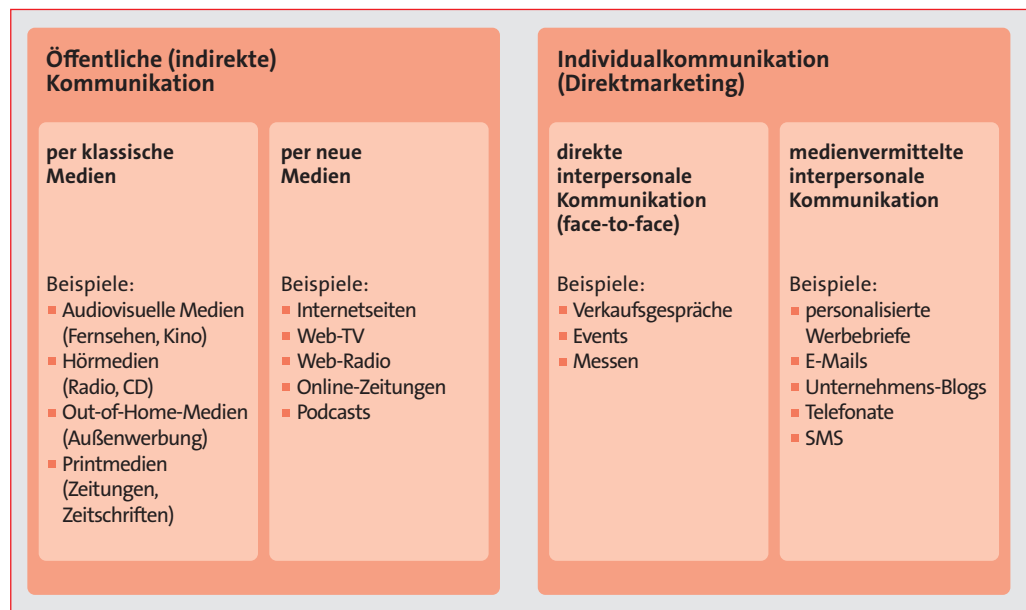 Öffentliche (indirekte)
Kommunikation
per klassische
Medien
Beispiele:
Audiovisuelle Medien
(Fernsehen, Kino)
Hörmedien
(Radio, CD)
Out-of-Home-Medien
(Außenwerbung)
Printmedien
(Zeitungen,
Zeitschriften)
per neue
Medien
Beispiele:
Internetseiten
Web-TV
Web-Radio
Online-Zeitungen
Podcasts
Individualkommunikation
(Direktmarketing)
direkte
interpersonale
Kommunikation
(face-to-face)
Beispiele:
Verkaufsgespräche
Events
Messen
medienvermittelte
interpersonale
Kommunikation
Beispiele:
personalisierte
Werbebriefe
E-Mails
Unternehmens-Blogs
Telefonate
SMS